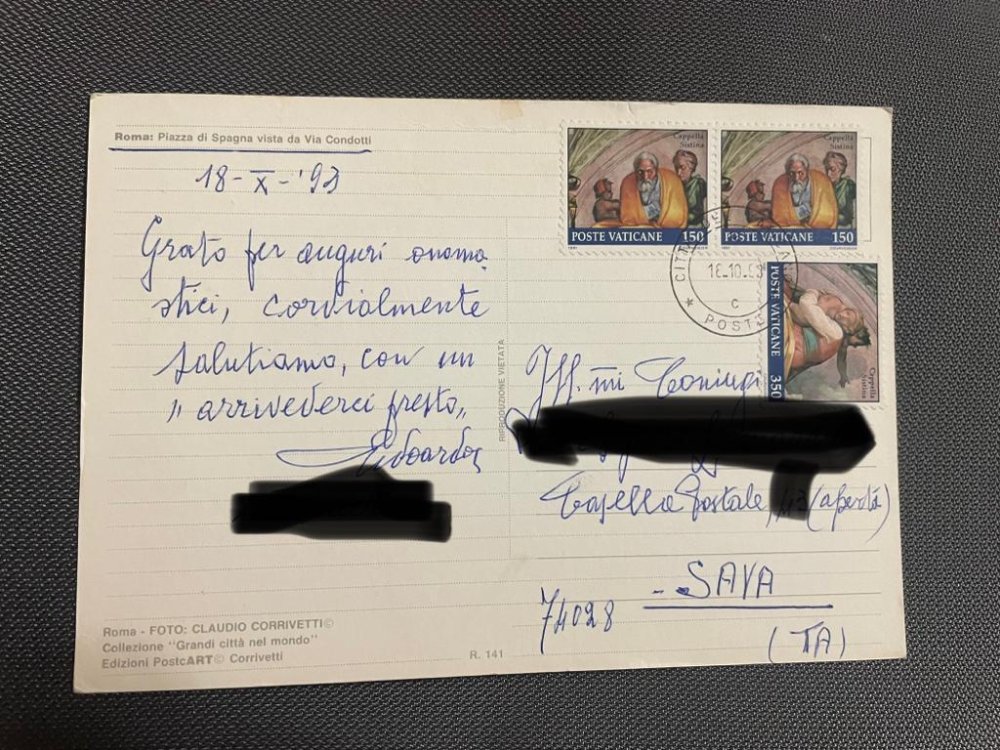 Roma: Piazza di Spagna vista da Via Condotti
18-X-'93
Grato per auguri onoma
stici, cordialmente
salutiamo, con un
"arrivederci presto"
Edoardo
Cappella
Sistina
POSTE VATICANE 150
Cappella
Sistina
POSTE VATICANE 150
CITTÀ
18.10.93
C
POSTE
Cappella
Sistina
POSTE VATICANE 350
RIPRODUZIONE VIETATA
Ill.mi Coniugi
Casella Postale (aperta)
74028 - SAVA
(TA)
Roma - FOTO: CLAUDIO CORRIVETTI©
Collezione "Grandi città nel mondo"
Edizioni PostcART© Corrivetti
R. 141